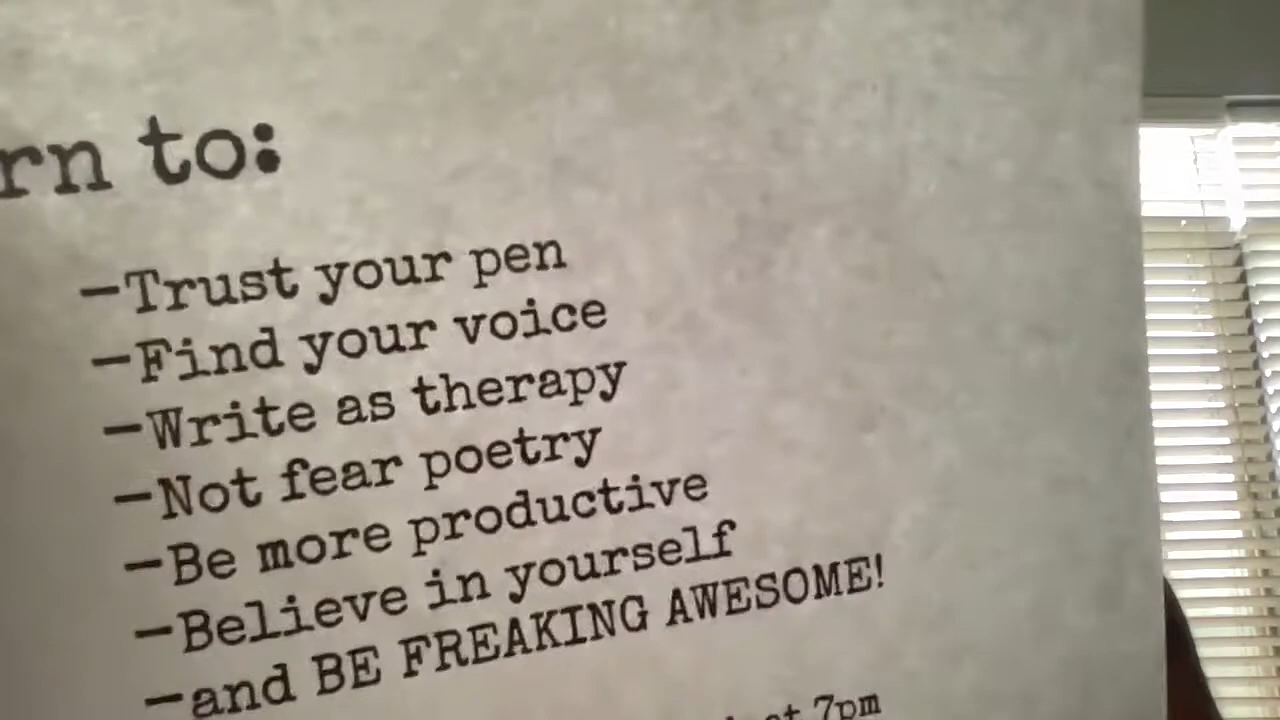 rn to:
—Trust your pen
—Find your voice
—Write as therapy
—Not fear poetry
—Be more productive
—Believe in yourself
—and BE FREAKING AWESOME!
at 7pm